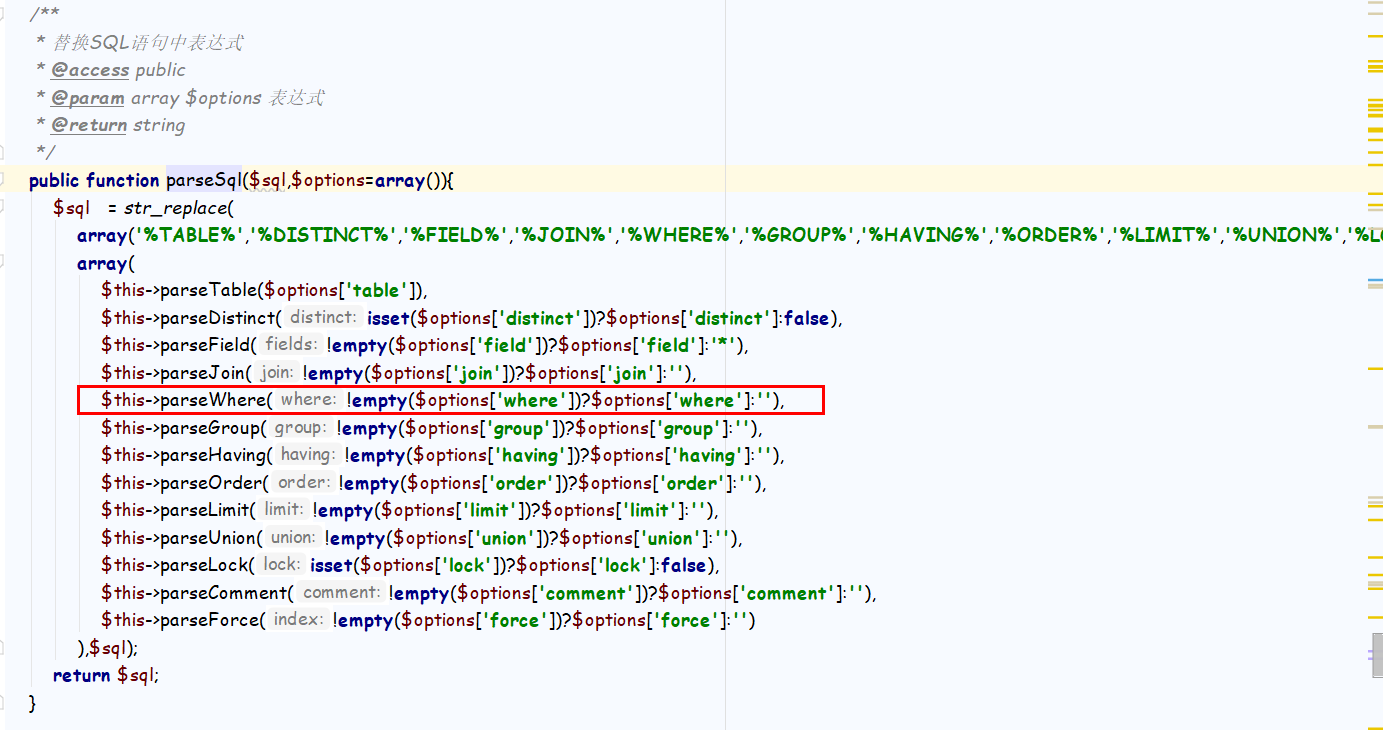 /**
* 替换SQL语句中表达式
* @access public
* @param array $options 表达式
* @return string
*/
public function parseSql($sql,$options=array()){
$sql = str_replace(
array('%TABLE%','%DISTINCT%','%FIELD%','%JOIN%','%WHERE%','%GROUP%','%HAVING%','%ORDER%','%LIMIT%','%UNION%','%LO
array(
$this->parseTable($options['table']),
$this->parseDistinct( distinct: isset($options['distinct'])?$options['distinct']:false),
$this->parseField( fields: !empty($options['field'])?$options['field']:'*'),
$this->parseJoin( join: !empty($options['join'])?$options['join']:''),
$this->parseWhere( where: !empty($options['where'])?$options['where']:''),
$this->parseGroup( group: !empty($options['group'])?$options['group']:''),
$this->parseHaving( having: !empty($options['having'])?$options['having']:''),
$this->parseOrder( order: !empty($options['order'])?$options['order']:''),
$this->parseLimit( limit: !empty($options['limit'])?$options['limit']:''),
$this->parseUnion( union: !empty($options['union'])?$options['union']:''),
$this->parseLock( lock: isset($options['lock'])?$options['lock']:false),
$this->parseComment( comment: !empty($options['comment'])?$options['comment']:''),
$this->parseForce( index: !empty($options['force'])?$options['force']:'')
),$sql);
return $sql;
}